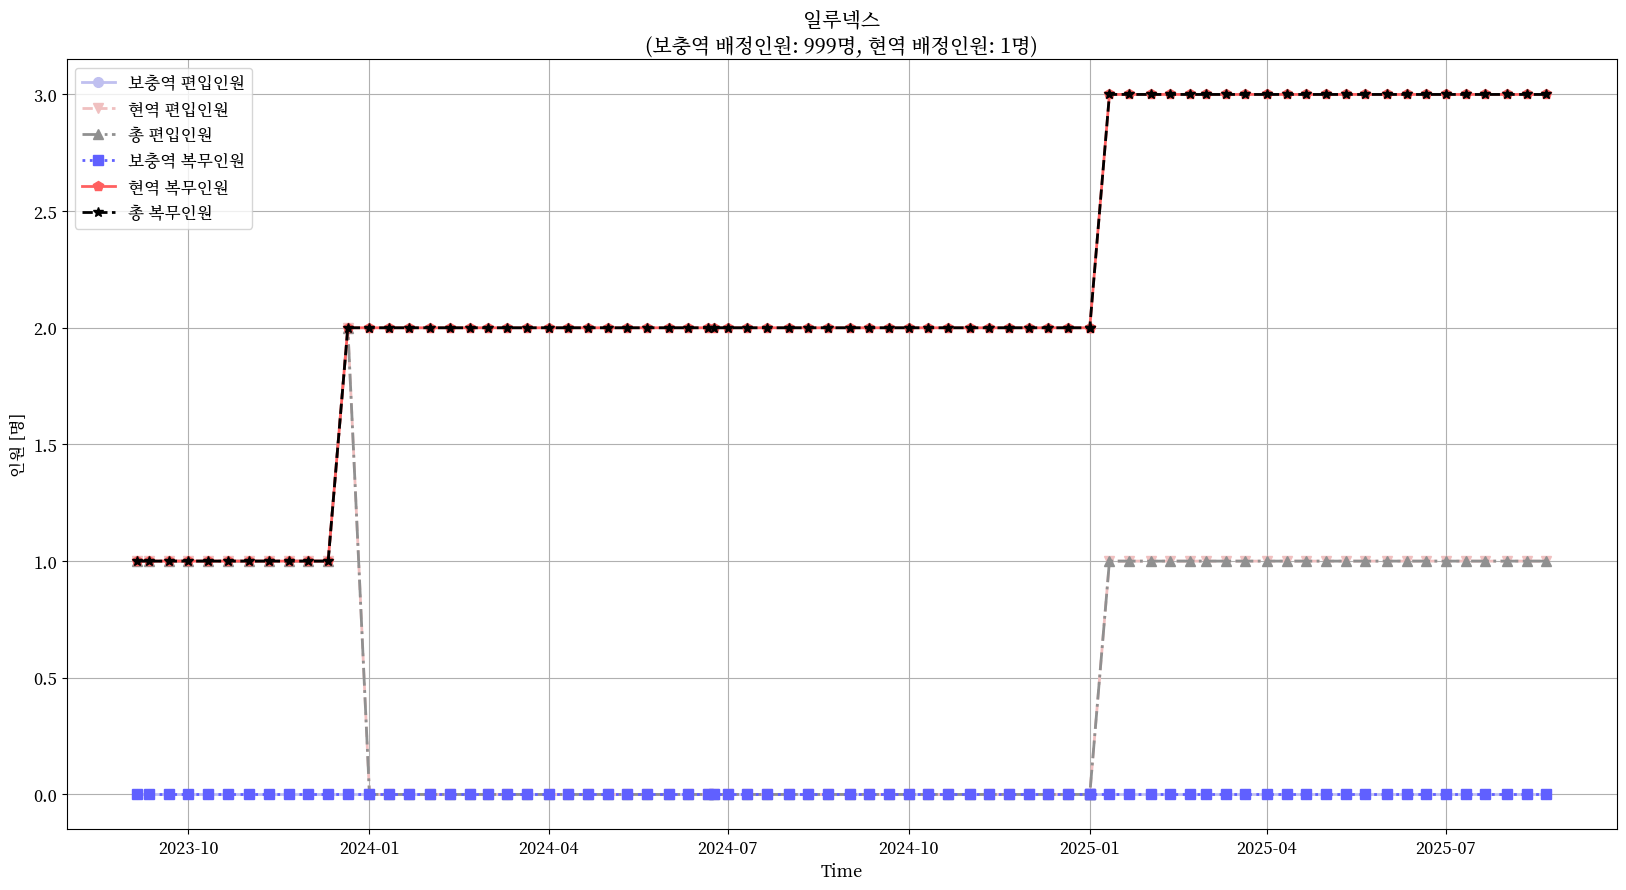 일루넥스
(보충역 배정인원: 999명, 현역 배정인원: 1명)
보충역 편입인원
현역 편입인원
총 편입인원
보충역 복무인원
현역 복무인원
총 복무인원
3.0
2.5
2.0
1.5
1.0
0.5
0.0
인원 [명]
2023-10
2024-01
2024-04
2024-07
2024-10
2025-01
2025-04
2025-07
Time